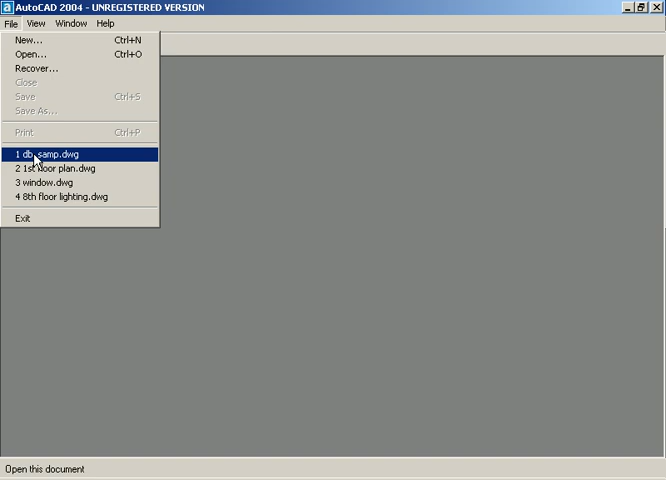 AutoCAD 2004 - UNREGISTERED VERSION
File View Window Help
New... Ctrl+N
Open... Ctrl+O
Recover...
Close
Save Ctrl+S
Save As...
Print Ctrl+P
1 db_samp.dwg
2 1st floor plan.dwg
3 window.dwg
4 8th floor lighting.dwg
Exit
Open this document